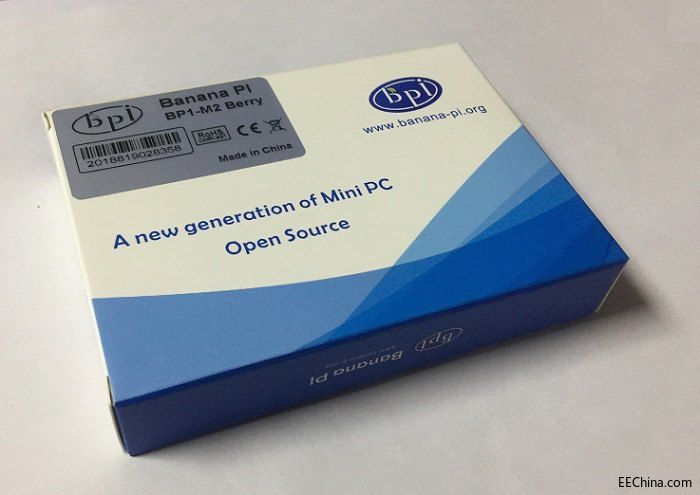 bpi
Banana PI
BP1-M2 Berry
2018819028358
RoHS
CE
Made in China
bpi
www.banana-pi.org
A new generation of Mini PC
Open Source
bpi
Banana PI
EEChina.com